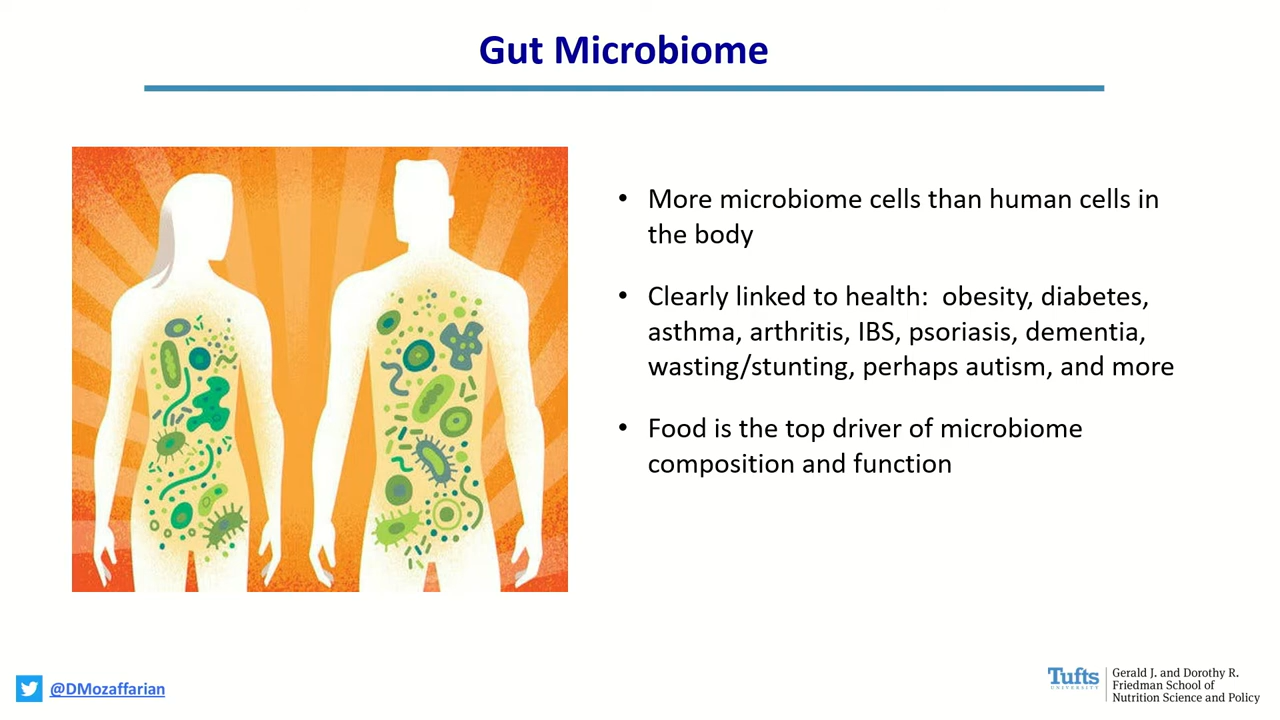 Gut Microbiome
• More microbiome cells than human cells in
the body
• Clearly linked to health:  obesity, diabetes,
asthma, arthritis, IBS, psoriasis, dementia,
wasting/stunting, perhaps autism, and more
• Food is the top driver of microbiome
composition and function
@DMozaffarian
Tufts
UNIVERSITY
Gerald J. and Dorothy R.
Friedman School of
Nutrition Science and Policy